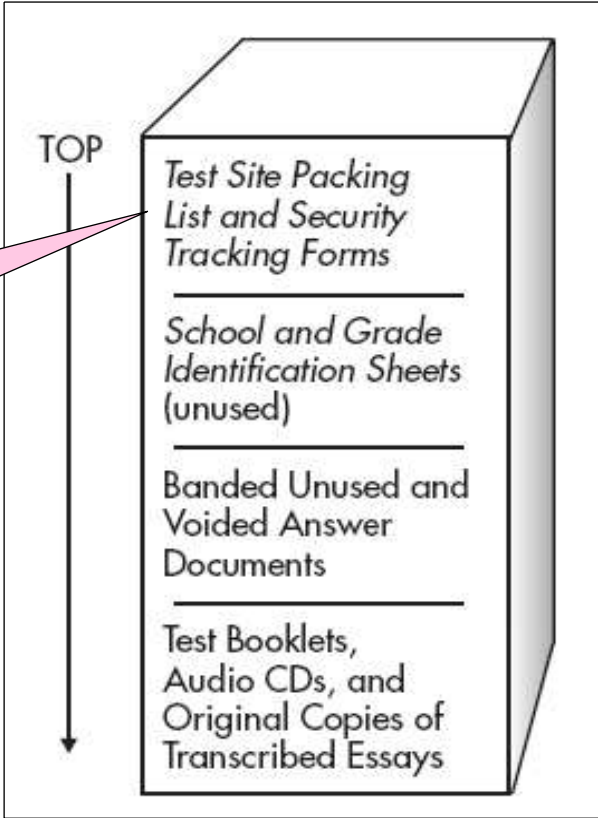 TOP
Test Site Packing
List and Security
Tracking Forms
School and Grade
Identification Sheets
(unused)
Banded Unused and
Voided Answer
Documents
Test Booklets,
Audio CDs, and
Original Copies of
Transcribed Essays